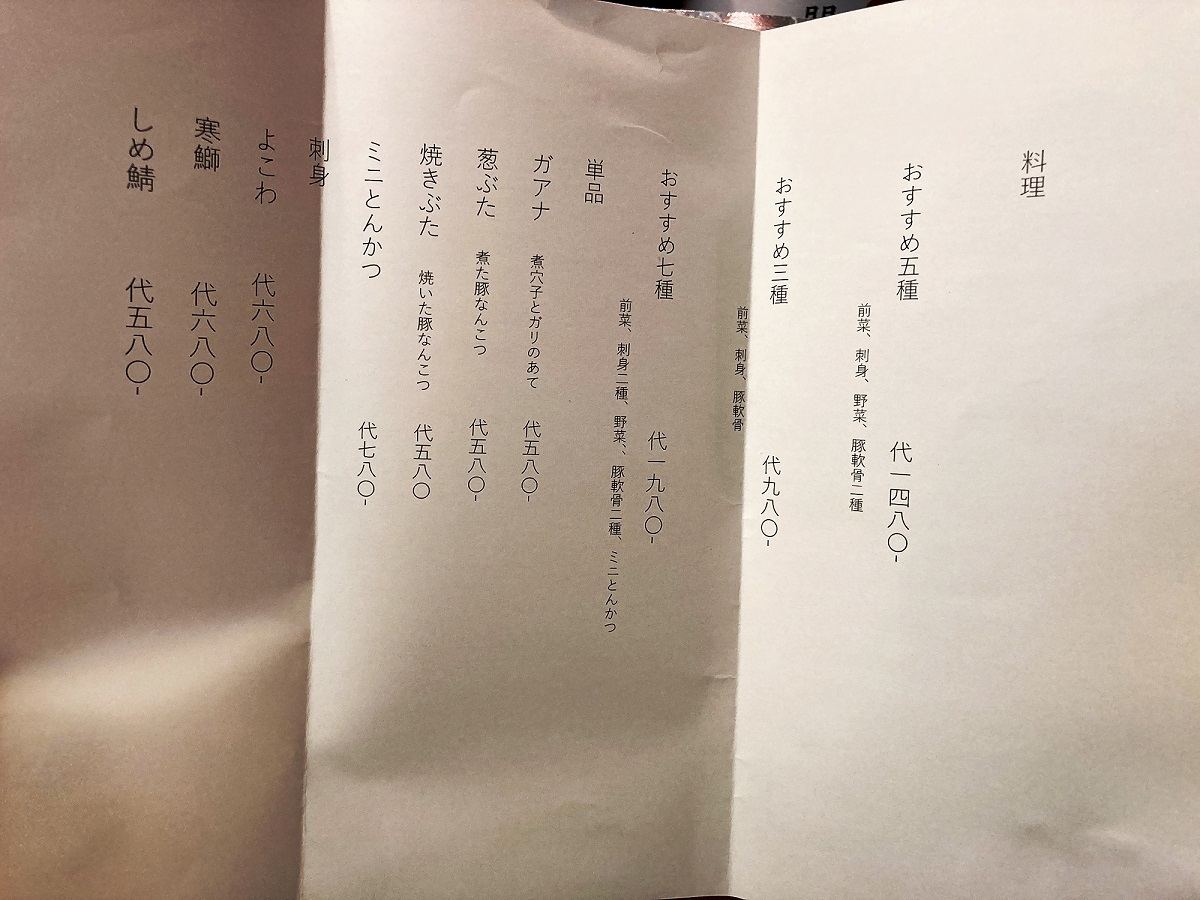 料理
おすすめ五種
前菜、刺身、野菜、豚軟骨二種
代一四八〇-
おすすめ三種
前菜、刺身、豚軟骨
代九八〇-
おすすめ七種
前菜、刺身二種、野菜、、豚軟骨二種、ミニとんかつ
代一九八〇-
単品
ガアナ 煮穴子とガリのあて 代五八〇-
葱ぶた 煮た豚なんこつ 代五八〇-
焼きぶた 焼いた豚なんこつ 代五八〇
ミニとんかつ 代七八〇-
刺身
よこわ 代六八〇-
寒鰤 代六八〇-
しめ鯖 代五八〇-